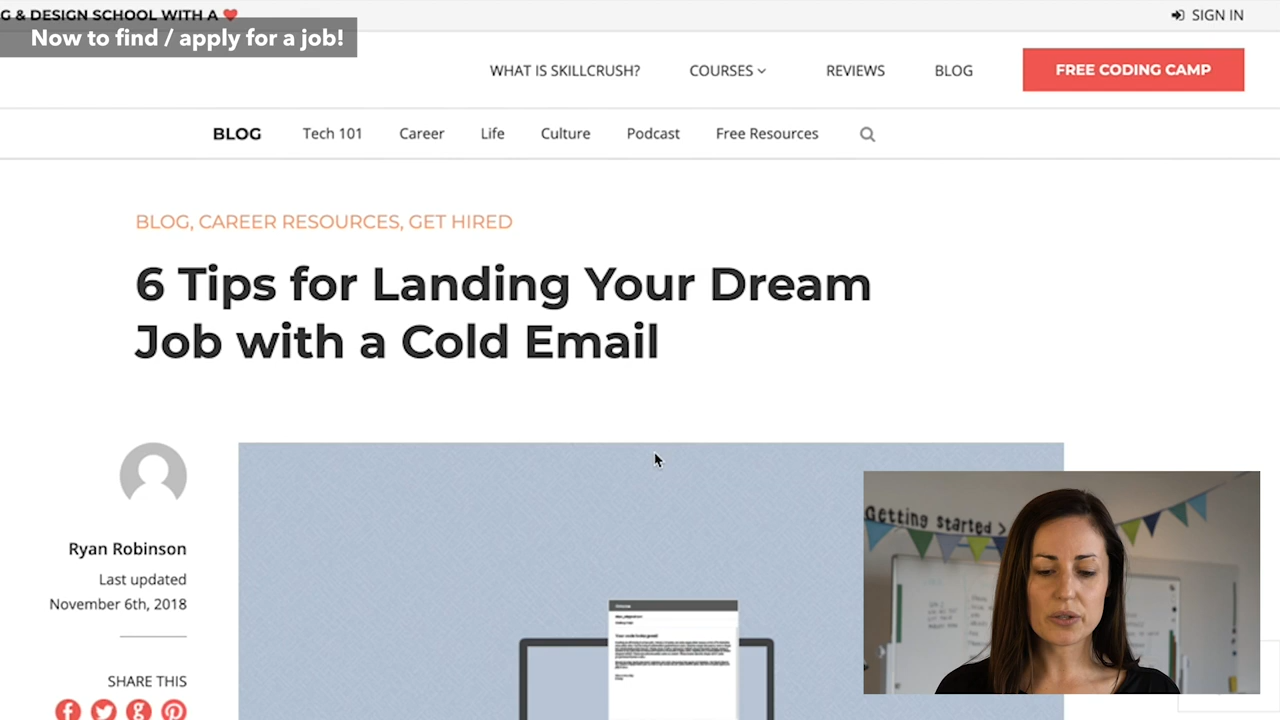 G & DESIGN SCHOOL WITH A
SIGN IN
Now to find / apply for a job!
WHAT IS SKILLCRUSH?
COURSES
REVIEWS
BLOG
FREE CODING CAMP
BLOG
Tech 101
Career
Life
Culture
Podcast
Free Resources
BLOG, CAREER RESOURCES, GET HIRED
6 Tips for Landing Your Dream
Job with a Cold Email
Ryan Robinson
Last updated
November 6th, 2018
SHARE THIS
Getting started >